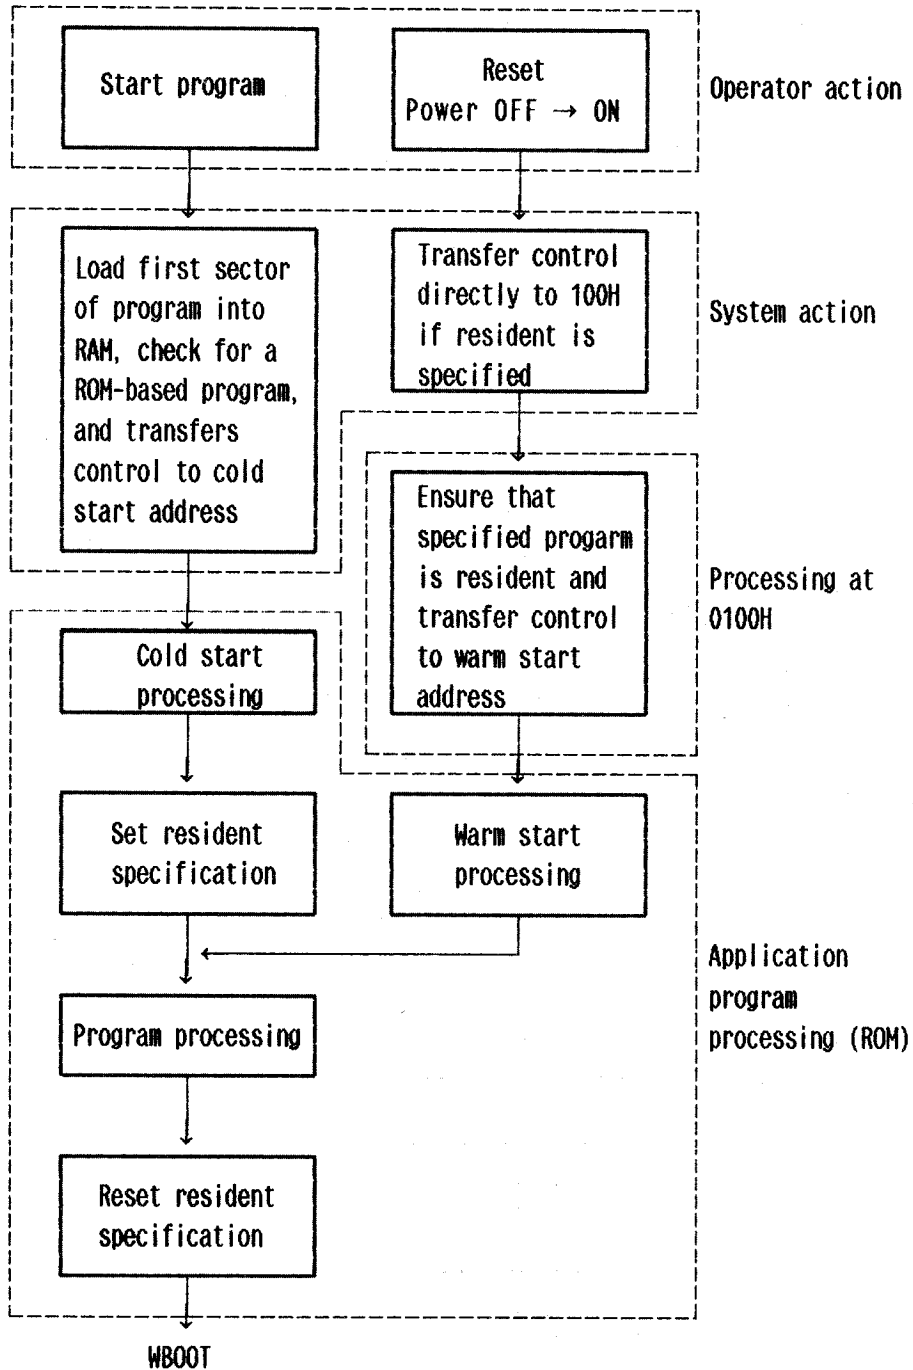 Start program
Reset
Power OFF → ON
Operator action
Load first sector
of program into
RAM, check for a
ROM-based program,
and transfers
control to cold
start address
Transfer control
directly to 100H
if resident is
specified
System action
Ensure that
specified progarm
is resident and
transfer control
to warm start
address
Processing at
0100H
Cold start
processing
Set resident
specification
Warm start
processing
Application
program
processing (ROM)
Program processing
Reset resident
specification
WBOOT